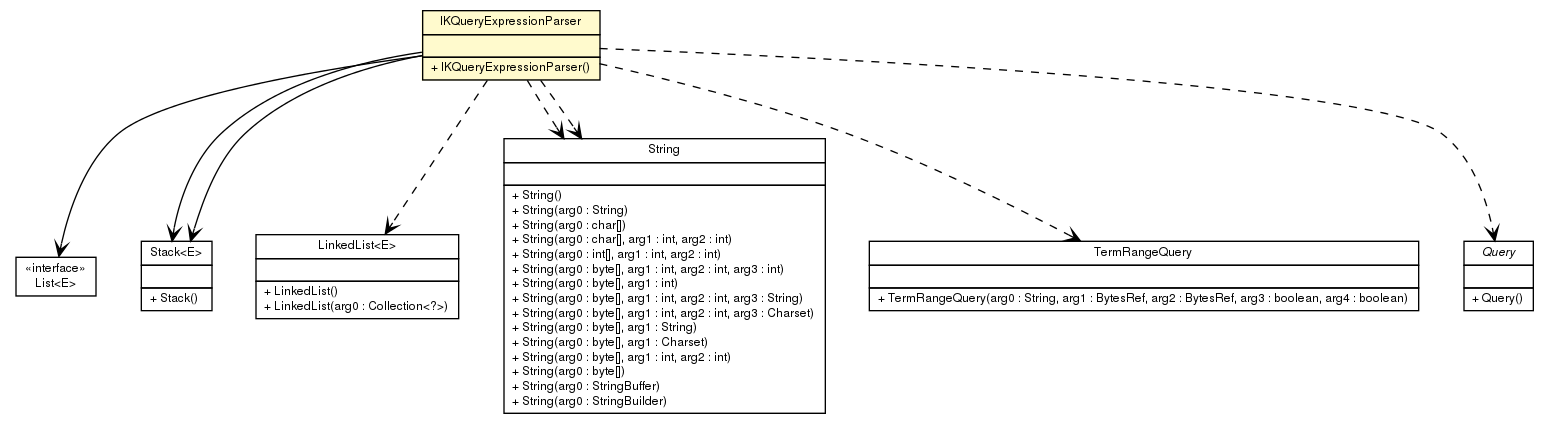 IKQueryExpressionParser
+ IKQueryExpressionParser()
«interface»
List<E>
Stack<E>
+ Stack()
LinkedList<E>
+ LinkedList()
+ LinkedList(arg0 : Collection<?>)
String
+ String()
+ String(arg0 : String)
+ String(arg0 : char[])
+ String(arg0 : char[], arg1 : int, arg2 : int)
+ String(arg0 : int[], arg1 : int, arg2 : int)
+ String(arg0 : byte[], arg1 : int, arg2 : int, arg3 : int)
+ String(arg0 : byte[], arg1 : int)
+ String(arg0 : byte[], arg1 : int, arg2 : int, arg3 : String)
+ String(arg0 : byte[], arg1 : int, arg2 : int, arg3 : Charset)
+ String(arg0 : byte[], arg1 : String)
+ String(arg0 : byte[], arg1 : Charset)
+ String(arg0 : byte[], arg1 : int, arg2 : int)
+ String(arg0 : byte[])
+ String(arg0 : StringBuffer)
+ String(arg0 : StringBuilder)
TermRangeQuery
+ TermRangeQuery(arg0 : String, arg1 : BytesRef, arg2 : BytesRef, arg3 : boolean, arg4 : boolean)
Query
+ Query()